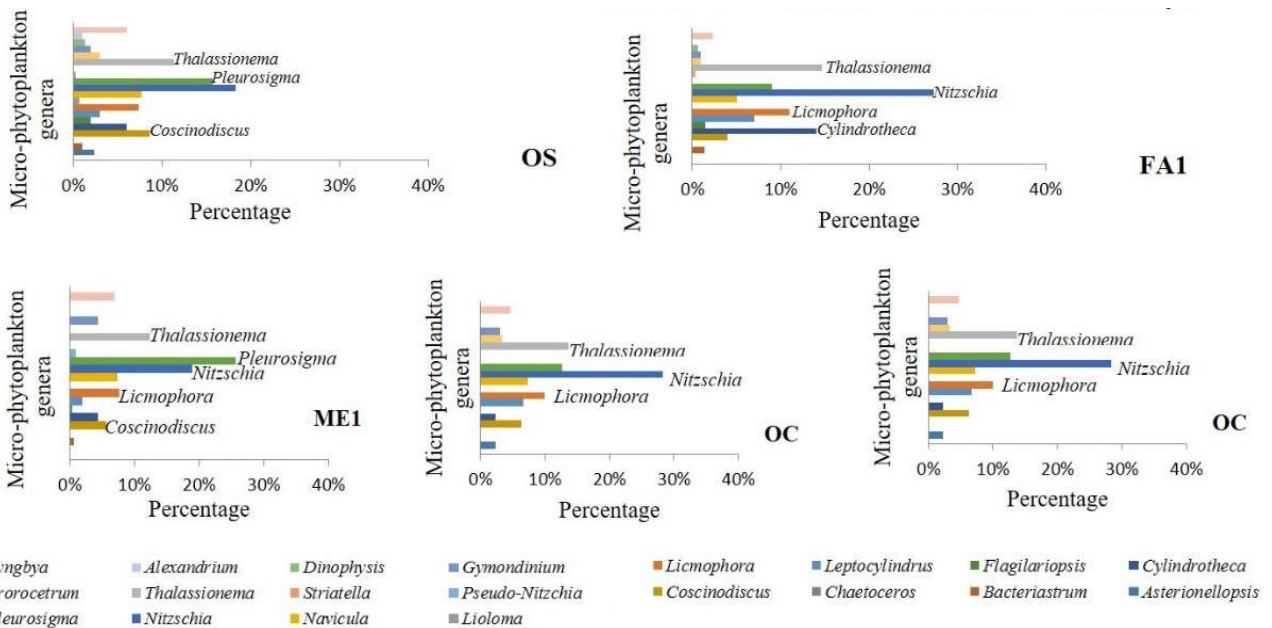 Micro-phytoplankton genera
Thalassionema
Pleurosigma
Coscinodiscus
OS
0% 10% 20% 30% 40%
Percentage
Micro-phytoplankton genera
Thalassionema
Nitzschia
Licmophora
Cylindrotheca
FA1
0% 10% 20% 30% 40%
Percentage
Micro-phytoplankton genera
Thalassionema
Pleurosigma
Nitzschia
Licmophora
Coscinodiscus
ME1
0% 10% 20% 30% 40%
Percentage
Micro-phytoplankton genera
Thalassionema
Nitzschia
Licmophora
OC
0% 10% 20% 30% 40%
Percentage
Micro-phytoplankton genera
Thalassionema
Nitzschia
Licmophora
OC
0% 10% 20% 30% 40%
Percentage
yngbya Alexandrium Dinophysis Gymondinium Licmophora Leptocylindrus Flagilariopsis Cylindrotheca
rorocetrum Thalassionema Striatella Pseudo-Nitzchia Coscinodiscus Chaetoceros Bacteriastrum Asterionellopsis
leurosigma Nitzschia Navicula Lioloma